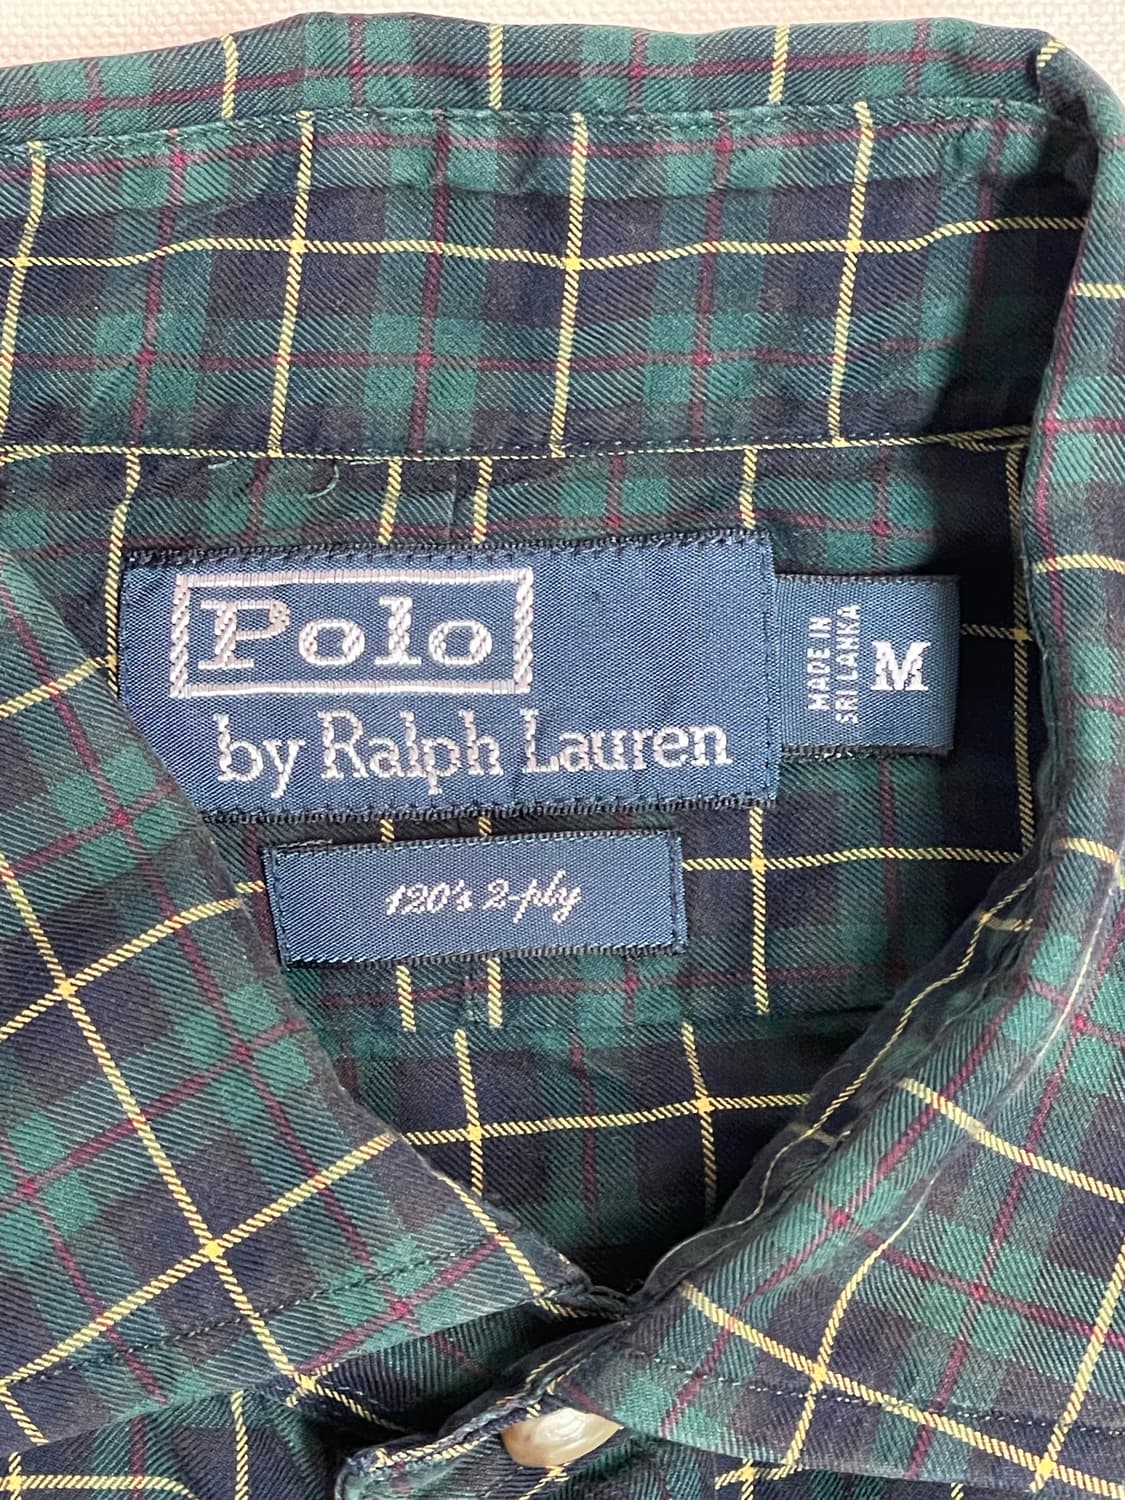 Polo
by Ralph Lauren
MADE IN
SRI LANKA
M
120's 2-ply